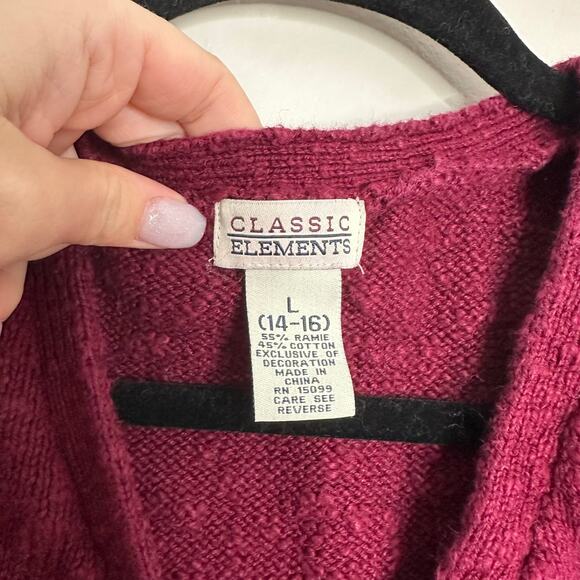 CLASSIC
ELEMENTS
L
(14-16)
55% RAMIE
45% COTTON
EXCLUSIVE OF
DECORATION
MADE IN
CHINA
RN 15099
CARE SEE
REVERSE